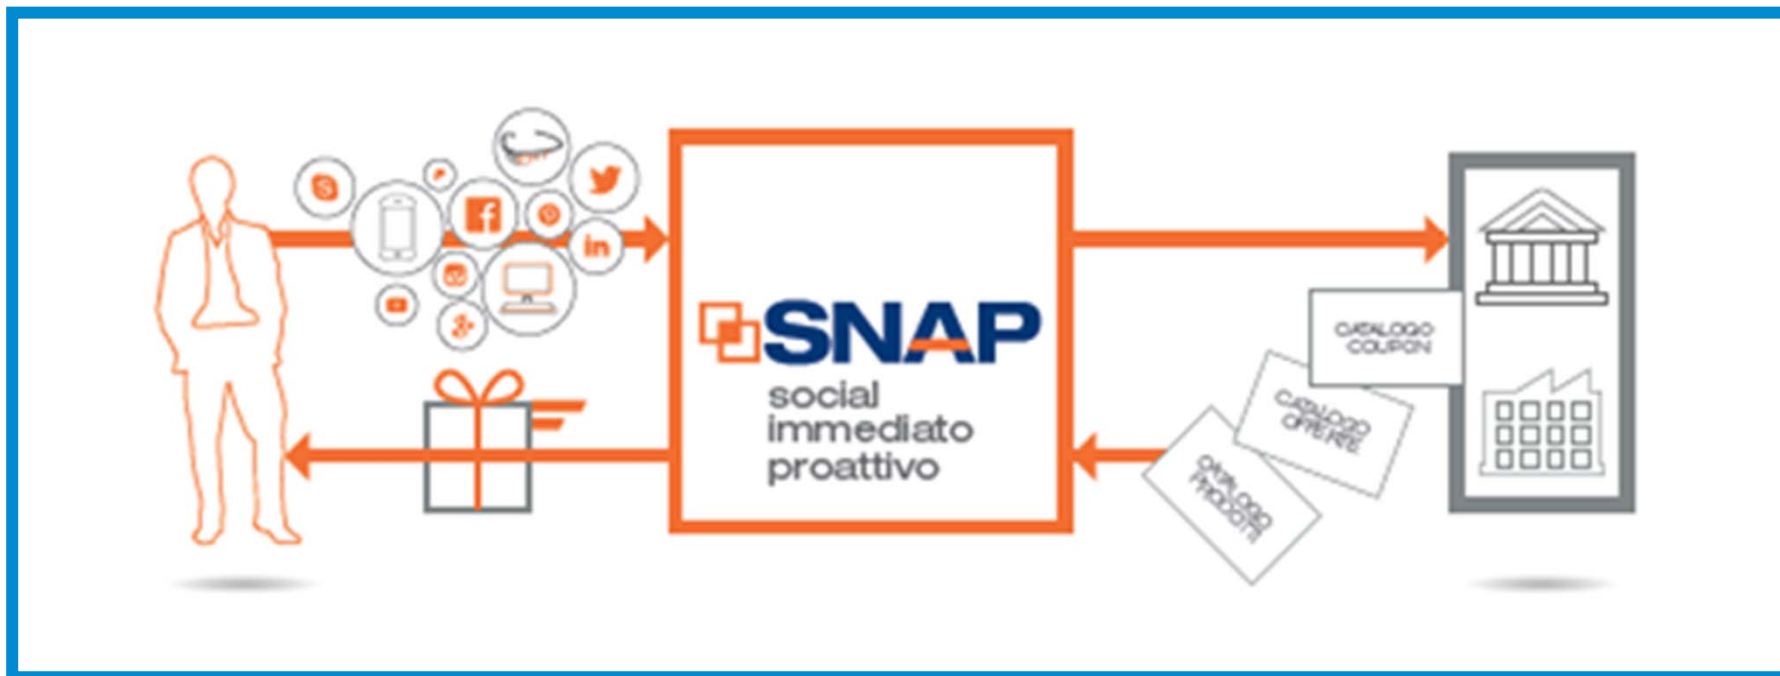 SNAP
social
immediato
proattivo
CATALOGO
COUPON
CATALOGO
OFFERTE
CATALOGO
PRODOTTI